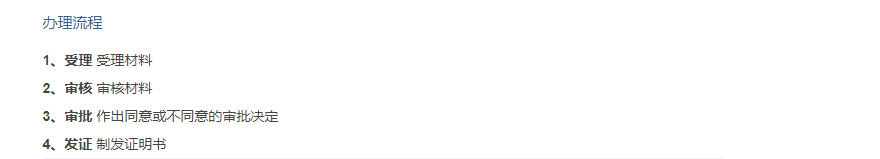 办理流程
1、受理 受理材料
2、审核 审核材料
3、审批 作出同意或不同意的审批决定
4、发证 制发证明书